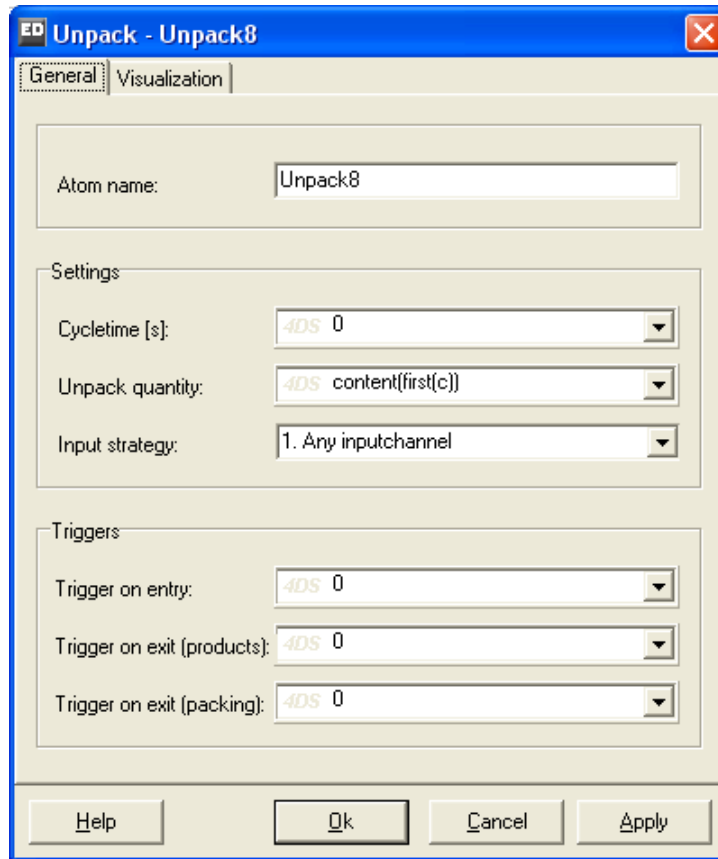 ED Unpack - Unpack8
General Visualization
Atom name: Unpack8
Settings
Cycletime [s]: 4DS 0
Unpack quantity: 4DS content(first(c))
Input strategy: 1. Any inputchannel
Triggers
Trigger on entry: 4DS 0
Trigger on exit (products): 4DS 0
Trigger on exit (packing): 4DS 0
Help Ok Cancel Apply